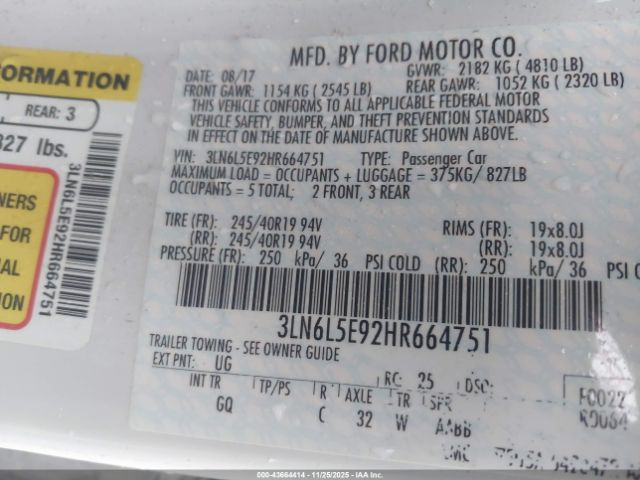 FORMATION
REAR: 3
827 lbs.
NERS
FOR
AL
ION
3LN6L5E92HR664751
MFD. BY FORD MOTOR CO.
DATE: 08/17 GVWR: 2182 KG ( 4810 LB)
FRONT GAWR: 1154 KG ( 2545 LB) REAR GAWR: 1052 KG ( 2320 LB)
THIS VEHICLE CONFORMS TO ALL APPLICABLE FEDERAL MOTOR
VEHICLE SAFETY, BUMPER, AND THEFT PREVENTION STANDARDS
IN EFFECT ON THE DATE OF MANUFACTURE SHOWN ABOVE.
VIN: 3LN6L5E92HR664751 TYPE: Passenger Car
MAXIMUM LOAD = OCCUPANTS + LUGGAGE = 375KG/ 827LB
OCCUPANTS = 5 TOTAL: 2 FRONT, 3 REAR
TIRE (FR): 245/40R19 94V RIMS (FR): 19x8.0J
(RR): 245/40R19 94V (RR): 19x8.0J
PRESSURE (FR): 250 kPa/ 36 PSI COLD (RR): 250 kPa/ 36 PSI CO
3LN6L5E92HR664751
TRAILER TOWING - SEE OWNER GUIDE
EXT PNT: UG RC: 25 DSO: F0022
INT TR TP/PS R AXLE TR SPR
GQ C 32 W AABB
43664414 - 11/25/2025 -